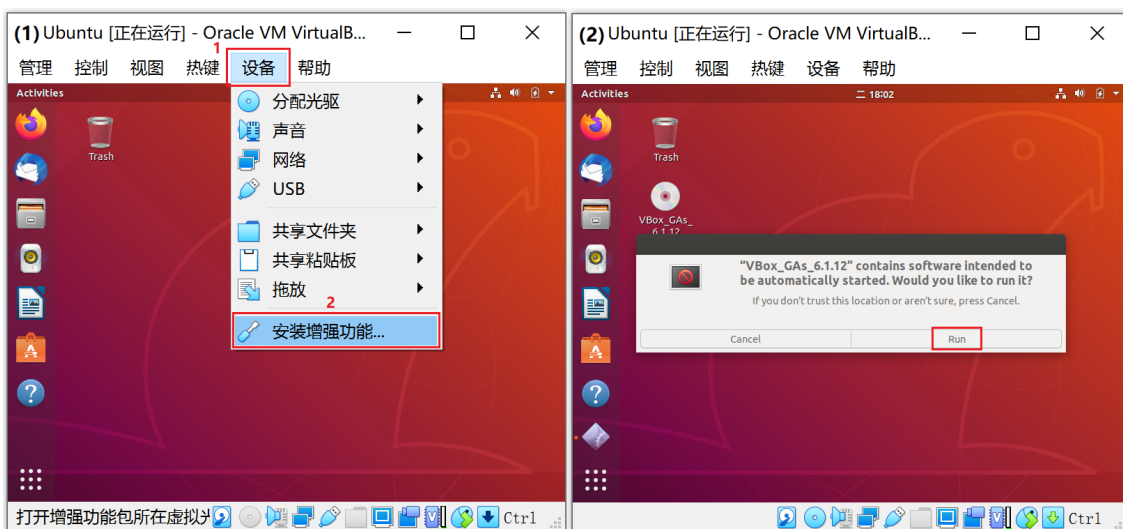 (1) Ubuntu [正在运行] - Oracle VM VirtualB...
管理 控制 视图 热键 设备 帮助
1
Activities
Trash
分配光驱
声音
网络
USB
共享文件夹
共享粘贴板
拖放
2
安装增强功能...
打开增强功能包所在虚拟光
Ctrl
(2) Ubuntu [正在运行] - Oracle VM VirtualB...
管理 控制 视图 热键 设备 帮助
Activities
二 18:02
Trash
VBox_GAs_
6.1.12
"VBox_GAs_6.1.12" contains software intended to
be automatically started. Would you like to run it?
If you don't trust this location or aren't sure, press Cancel.
Cancel
Run
Ctrl